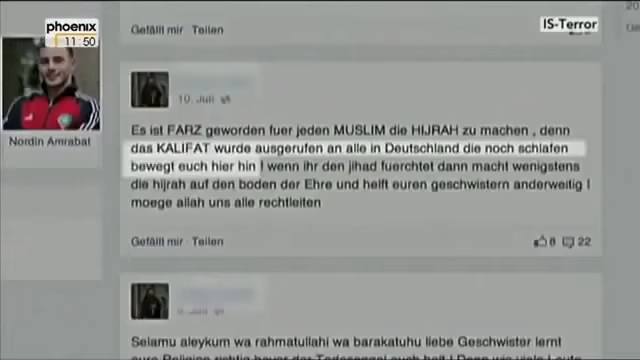 phoenix
11:50
IS-Terror
Gefällt mir · Teilen
20
Nordin Amrabat
10. Juli
Es ist FARZ geworden fuer jeden MUSLIM die HIJRAH zu machen , denn
das KALIFAT wurde ausgerufen an alle in Deutschland die noch schlafen
bewegt euch hier hin ! wenn ihr den jihad fuerchtet dann macht wenigstens
die hijrah auf den boden der Ehre und helft euren geschwistern anderweitig !
moege allah uns alle rechtleiten
Gefällt mir · Teilen
8 22
Selamu aleykum wa rahmatullahi wa barakatuhu liebe Geschwister lernt